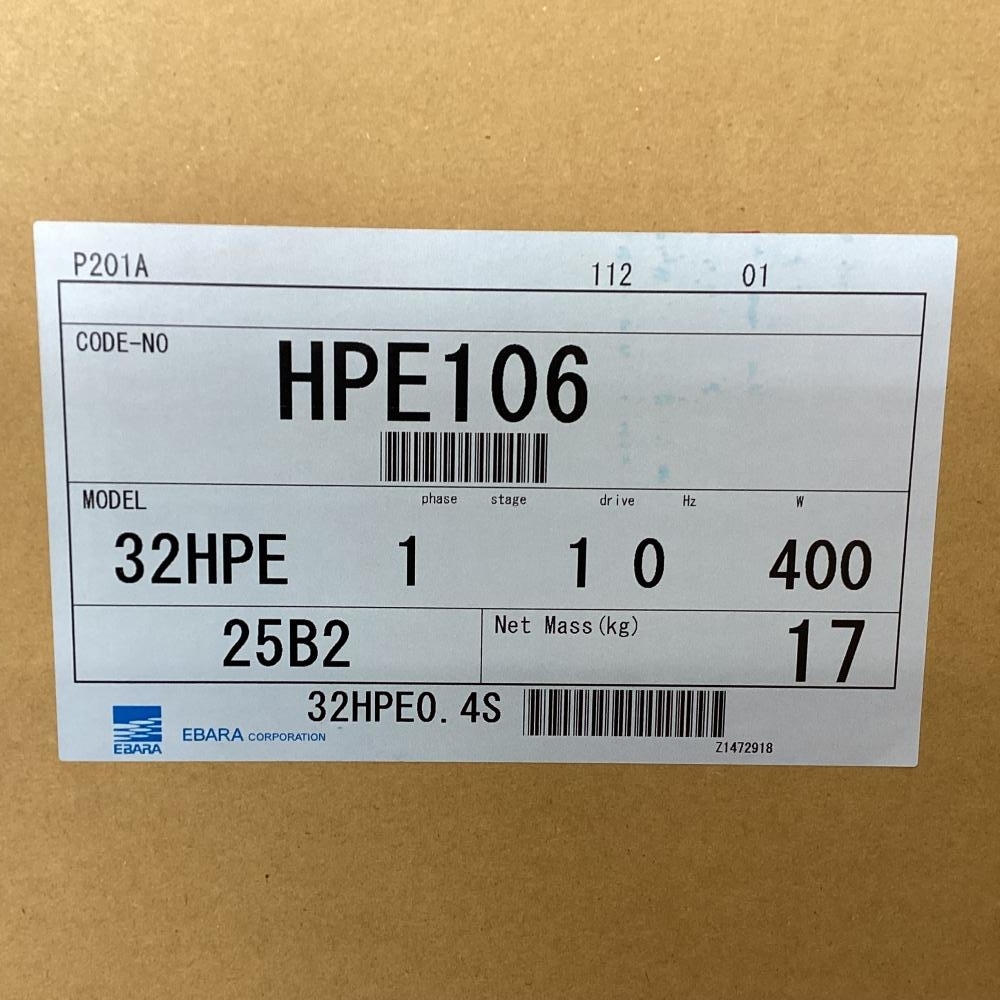 P201A 112 01
CODE-NO HPE106
MODEL phase stage drive Hz W
32HPE 1 1 0 400
25B2 Net Mass(kg) 17
32HPE0.4S
EBARA EBARA CORPORATION Z1472918